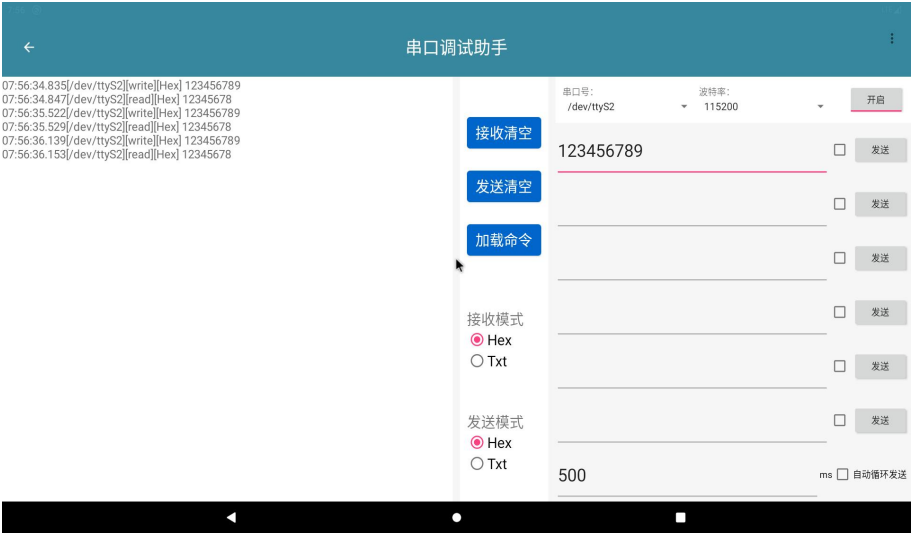 串口调试助手
07:56:34.835[/dev/ttyS2][write][Hex] 123456789
07:56:34.847[/dev/ttyS2][read][Hex] 12345678
07:56:35.522[/dev/ttyS2][write][Hex] 123456789
07:56:35.529[/dev/ttyS2][read][Hex] 12345678
07:56:36.139[/dev/ttyS2][write][Hex] 123456789
07:56:36.153[/dev/ttyS2][read][Hex] 12345678
接收清空
发送清空
加载命令
接收模式
Hex
Txt
发送模式
Hex
Txt
串口号: 波特率:
/dev/ttyS2 115200 开启
123456789 发送
发送
发送
发送
发送
发送
500 ms 自动循环发送